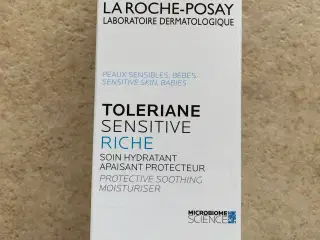 LA ROCHE-POSAY
LABORATOIRE DERMATOLOGIQUE
PEAUX SENSIBLES, BÉBÉS
SENSITIVE SKIN, BABIES
TOLERIANE
SENSITIVE
RICHE
SOIN HYDRATANT
APAISANT PROTECTEUR
PROTECTIVE SOOTHING
MOISTURISER
MICROBIOME
SCIENCE